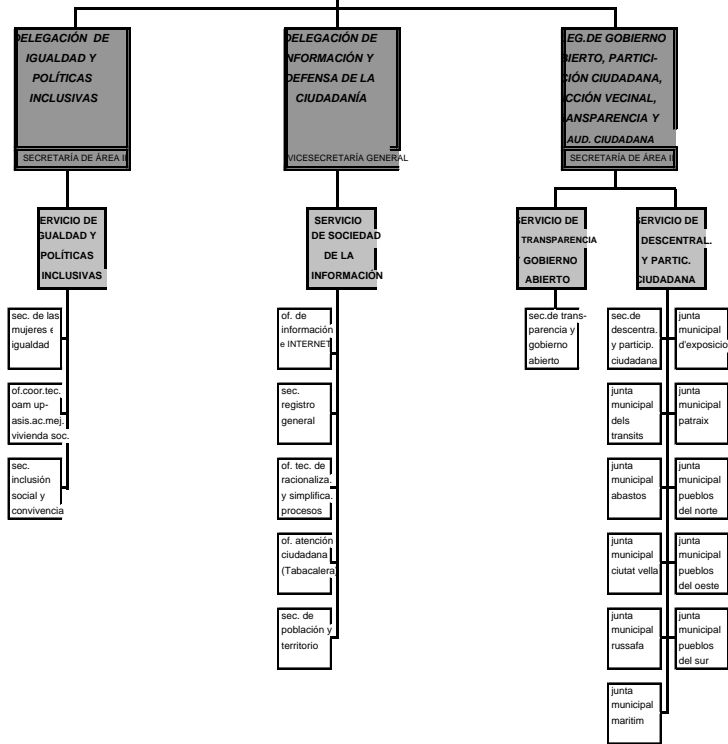 DELEGACIÓN DE
IGUALDAD Y
POLÍTICAS
INCLUSIVAS
SECRETARÍA DE ÁREA II
DELEGACIÓN DE
INFORMACIÓN Y
DEFENSA DE LA
CIUDADANÍA
VICESECRETARÍA GENERAL
EG.DE GOBIERNO
IERTO, PARTICI-
CIÓN CIUDADANA,
CCIÓN VECINAL,
ANSPARENCIA Y
AUD. CIUDADANA
SECRETARÍA DE ÁREA II
ERVICIO DE
GUALDAD Y
POLÍTICAS
INCLUSIVAS
SERVICIO
DE SOCIEDAD
DE LA
INFORMACIÓN
SERVICIO DE
TRANSPARENCIA
Y GOBIERNO
ABIERTO
SERVICIO DE
DESCENTRAL.
Y PARTIC.
CIUDADANA
sec. de las
mujeres e
igualdad
of.coor.tec.
oam up-
asis.ac.mej.
vivienda soc.
sec.
inclusión
social y
convivencia
of. de
información
e INTERNET
sec.
registro
general
of. tec. de
racionaliza.
y simplifica.
procesos
of. atención
ciudadana
(Tabacalera)
sec. de
población y
territorio
sec.de trans-
parencia y
gobierno
abierto
sec.de
descentra.
y particip.
ciudadana
junta
municipal
d'exposicio
junta
municipal
dels
transits
junta
municipal
patraix
junta
municipal
abastos
junta
municipal
pueblos
del norte
junta
municipal
ciutat vella
junta
municipal
pueblos
del oeste
junta
municipal
russafa
junta
municipal
pueblos
del sur
junta
municipal
maritim